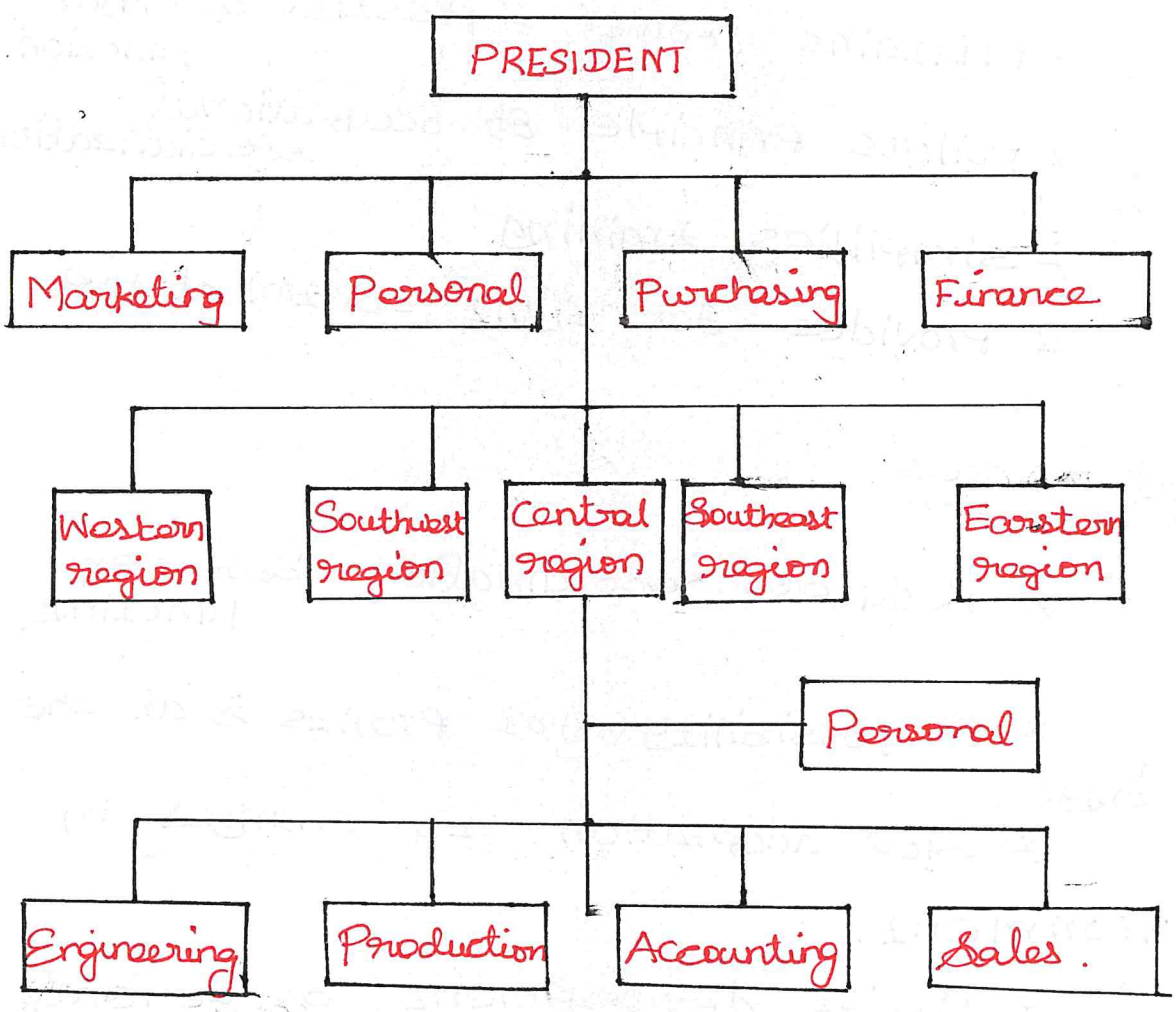 PRESIDENT
Marketing
Personal
Purchasing
Finance
Western
region
Southwest
region
Central
region
Southeast
region
Earstern
region
Personal
Engineering
Production
Accounting
Sales.